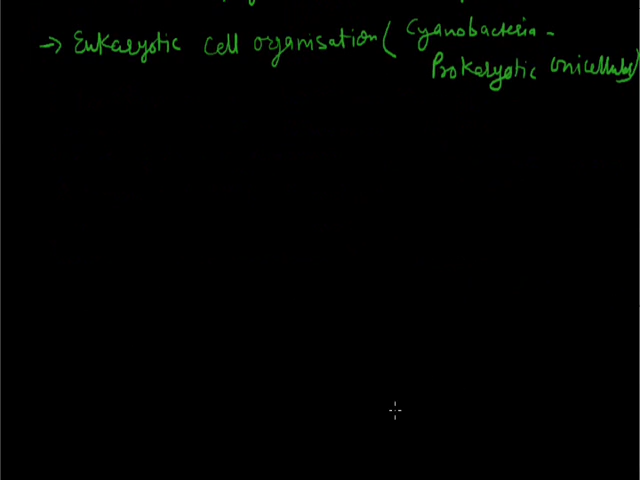 → Eukaryotic cell organisation ( Cyanobacteria -
Prokaryotic unicellular)